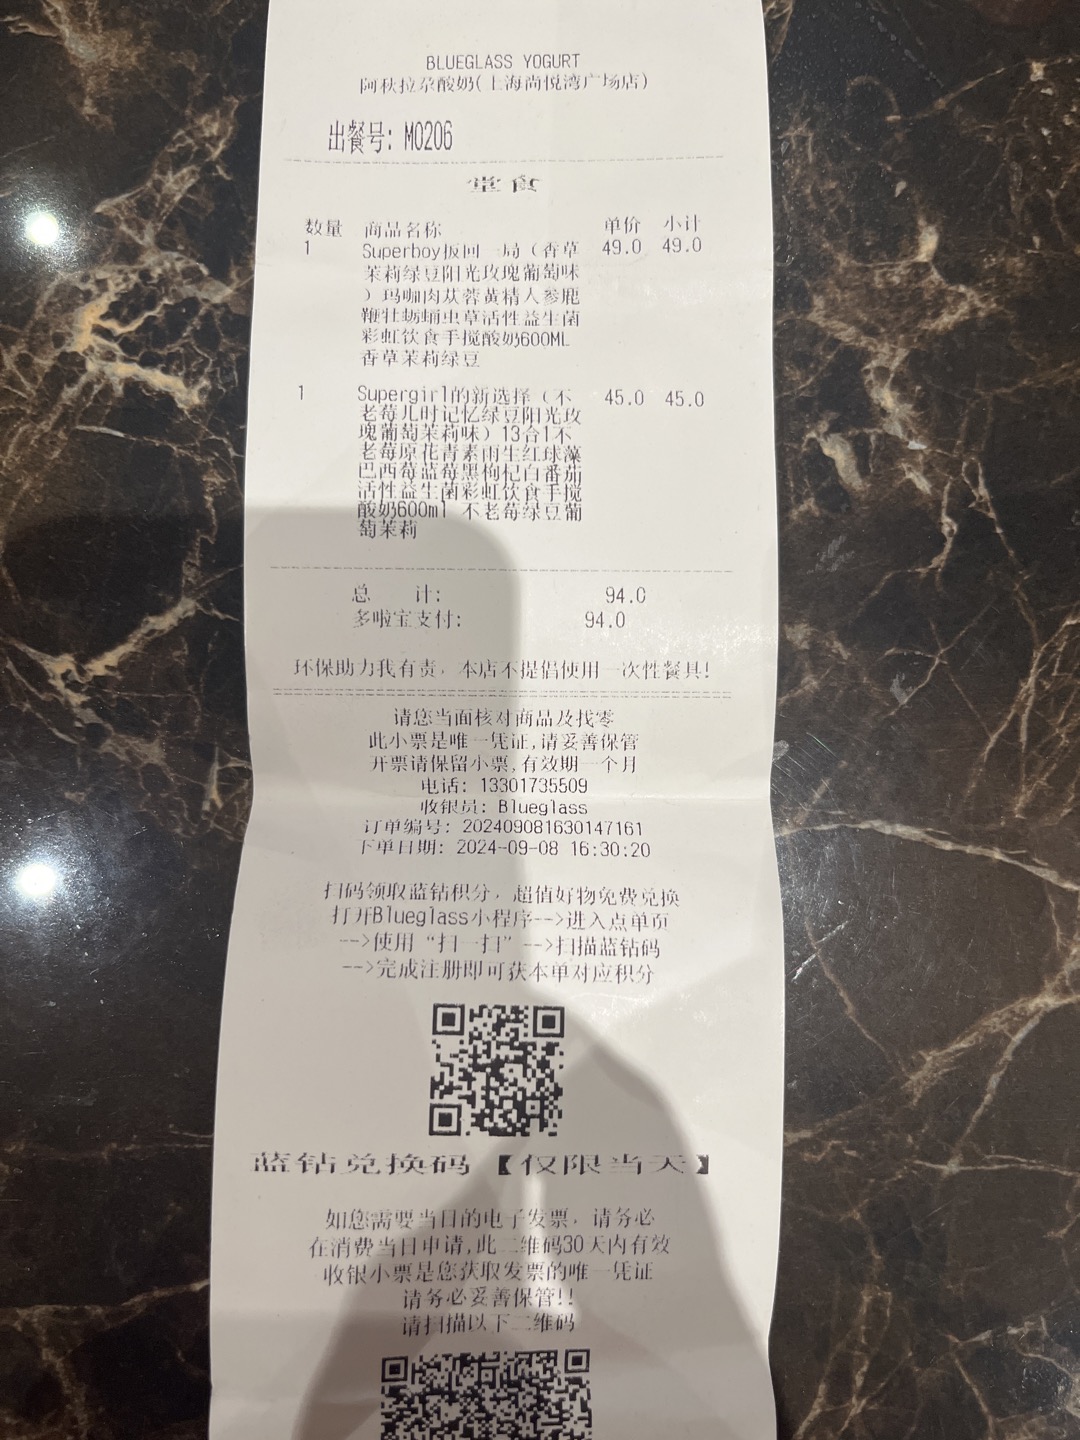 BLUEGLASS YOGURT
阿秋拉尕酸奶(上海尚悦湾广场店)
出餐号: M0206
堂食
数量 商品名称 单价 小计
1 Superboy扳回一局（香草 49.0 49.0
茉莉绿豆阳光玫瑰葡萄味
）玛咖肉苁蓉黄精人参鹿
鞭牡蛎蛹虫草活性益生菌
彩虹饮食手搅酸奶600ML
香草茉莉绿豆
1 Supergirl的新选择（不 45.0 45.0
老莓儿时记忆绿豆阳光玫
瑰葡萄茉莉味）13合1不
老莓原花青素雨生红球藻
巴西莓蓝莓黑枸杞白番茄
活性益生菌彩虹饮食手搅
酸奶600ml 不老莓绿豆葡
萄茉莉
总 计: 94.0
多啦宝支付: 94.0
环保助力我有责，本店不提倡使用一次性餐具!
请您当面核对商品及找零
此小票是唯一凭证,请妥善保管
开票请保留小票,有效期一个月
电话: 13301735509
收银员: Blueglass
订单编号: 202409081630147161
下单日期: 2024-09-08 16:30:20
扫码领取蓝钻积分，超值好物免费兑换
打开Blueglass小程序-->进入点单页
-->使用“扫一扫”-->扫描蓝钻码
-->完成注册即可获本单对应积分
蓝钻兑换码【仅限当天】
如您需要当日的电子发票，请务必
在消费当日申请,此二维码30天内有效
收银小票是您获取发票的唯一凭证
请务必妥善保管!!
请扫描以下二维码